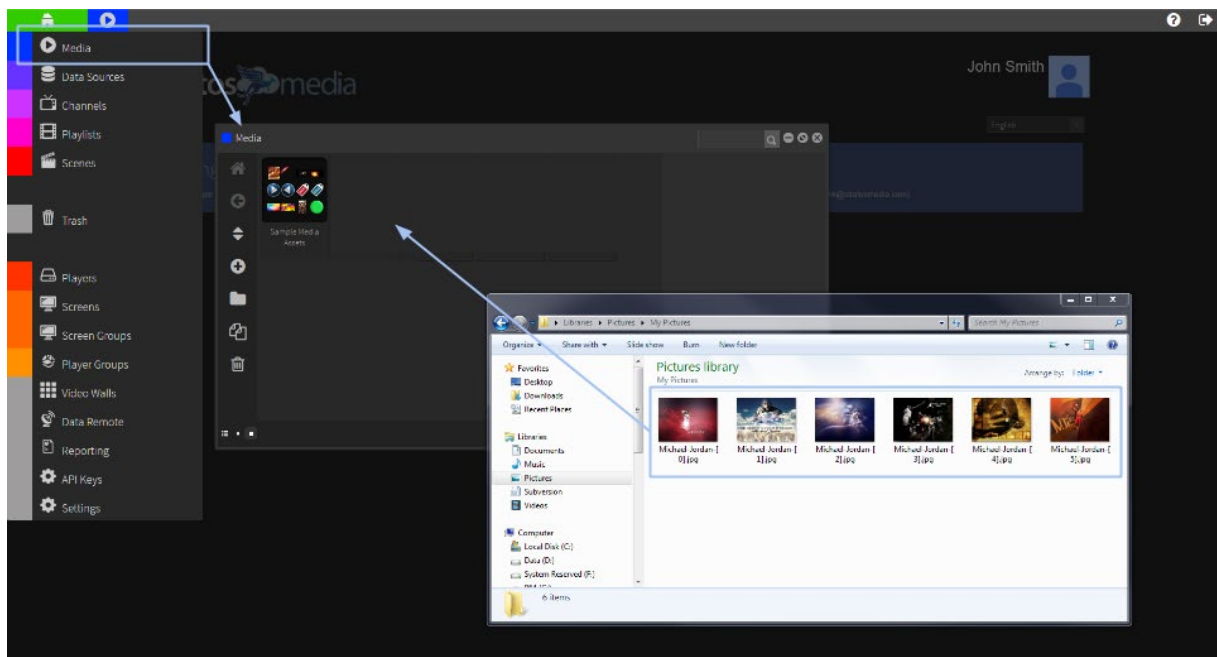 Media
Data Sources
Channels
Playlists
Scenes
Trash
Players
Screens
Screen Groups
Player Groups
Video Walls
Data Remote
Reporting
API Keys
Settings
media
John Smith
English
Media
Sample Media
Assets
Libraries ▸ Pictures ▸ My Pictures
Search My Pictures
Organize
Share with
Slide show
Burn
New folder
Favorites
Desktop
Downloads
Recent Places
Libraries
Documents
Music
Pictures
Subversion
Videos
Computer
Local Disk (C:)
Data (D:)
System Reserved (F:)
Pictures library
My Pictures
Arrange by: Folder
Michael-Jordan-[
0].jpg
Michael-Jordan-[
1].jpg
Michael-Jordan-[
2].jpg
Michael-Jordan-[
3].jpg
Michael-Jordan-[
4].jpg
Michael-Jordan-[
5].jpg
6 items